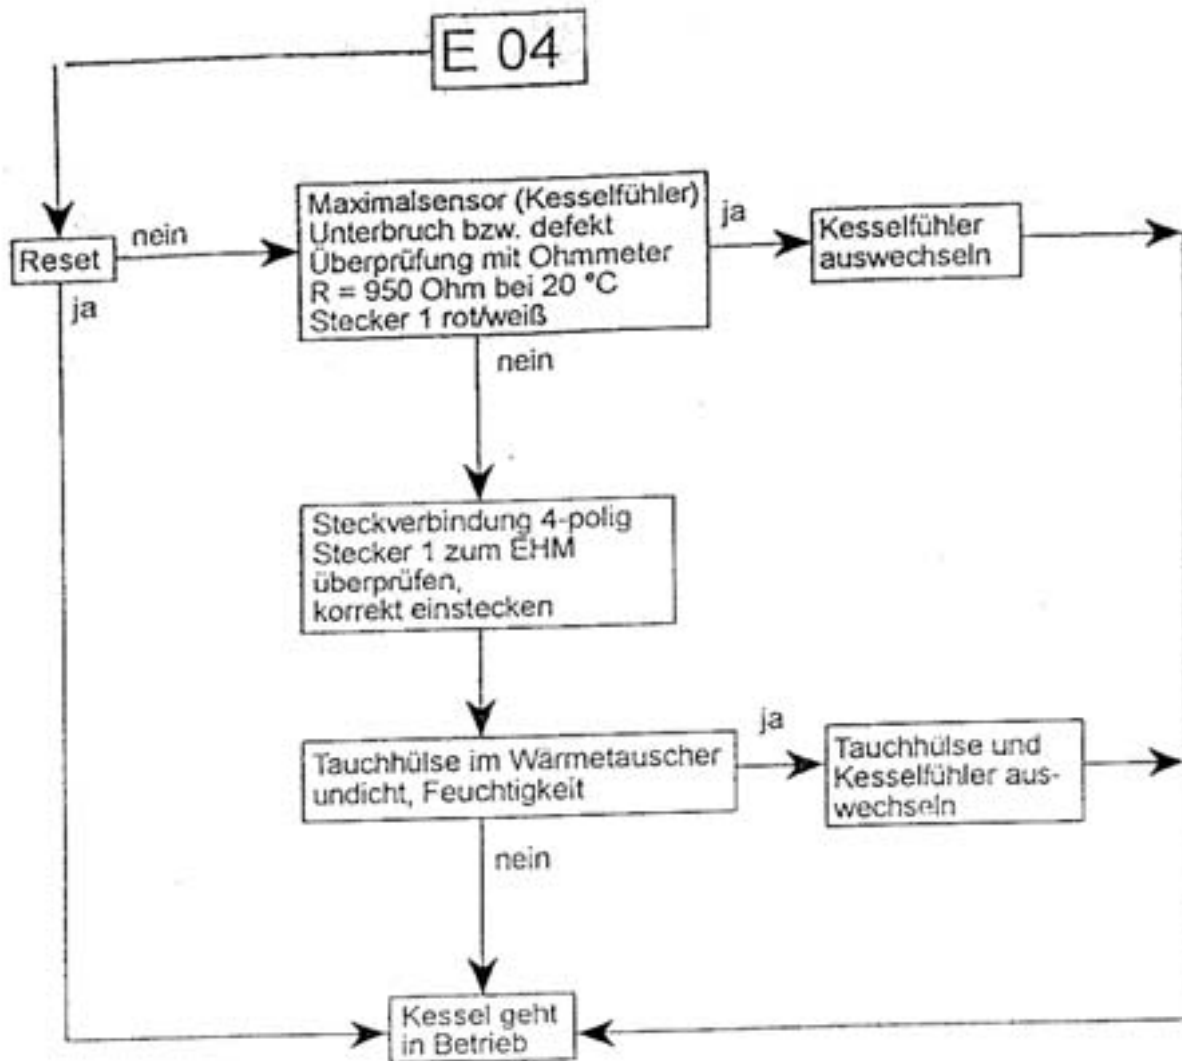 E 04
Reset
nein
ja
Maximalsensor (Kesselfühler)
Unterbruch bzw. defekt
Überprüfung mit Ohmmeter
R = 950 Ohm bei 20 °C
Stecker 1 rot/weiß
ja
Kesselfühler
auswechseln
nein
Steckverbindung 4-polig
Stecker 1 zum EHM
überprüfen,
korrekt einstecken
Tauchhülse im Wärmetauscher
undicht, Feuchtigkeit
ja
Tauchhülse und
Kesselfühler aus-
wechseln
nein
Kessel geht
in Betrieb